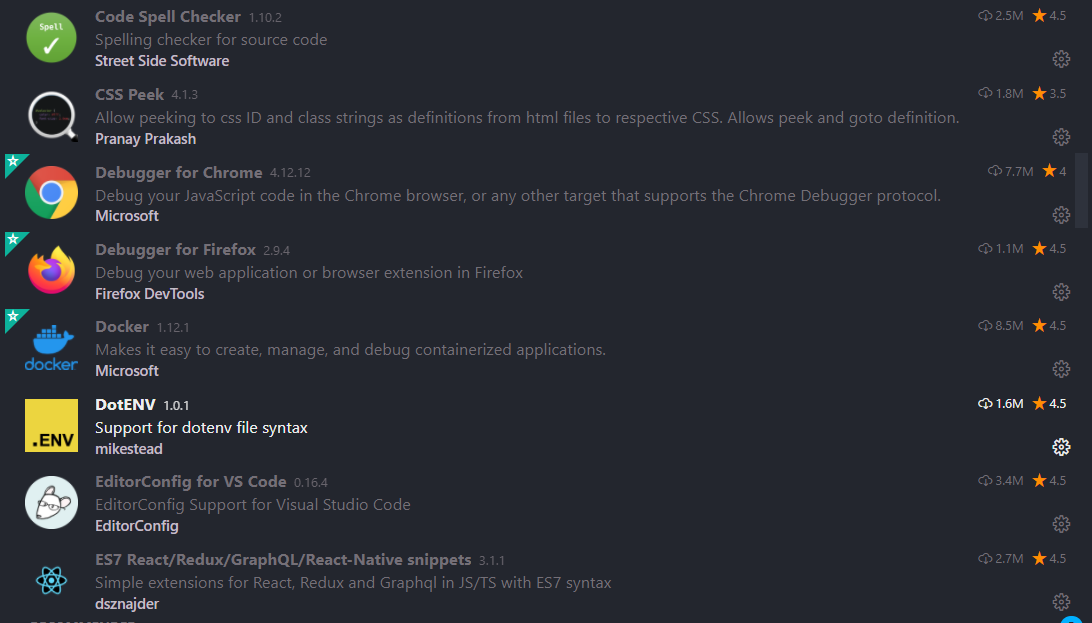 Spell
Code Spell Checker 1.10.2 2.5M 4.5
Spelling checker for source code
Street Side Software
CSS Peek 4.1.3 1.8M 3.5
Allow peeking to css ID and class strings as definitions from html files to respective CSS. Allows peek and goto definition.
Pranay Prakash
Debugger for Chrome 4.12.12 7.7M 4
Debug your JavaScript code in the Chrome browser, or any other target that supports the Chrome Debugger protocol.
Microsoft
Debugger for Firefox 2.9.4 1.1M 4.5
Debug your web application or browser extension in Firefox
Firefox DevTools
Docker 1.12.1 8.5M 4.5
Makes it easy to create, manage, and debug containerized applications.
docker Microsoft
DotENV 1.0.1 1.6M 4.5
Support for dotenv file syntax
.ENV mikestead
EditorConfig for VS Code 0.16.4 3.4M 4.5
EditorConfig Support for Visual Studio Code
EditorConfig
ES7 React/Redux/GraphQL/React-Native snippets 3.1.1 2.7M 4.5
Simple extensions for React, Redux and Graphql in JS/TS with ES7 syntax
dsznajder